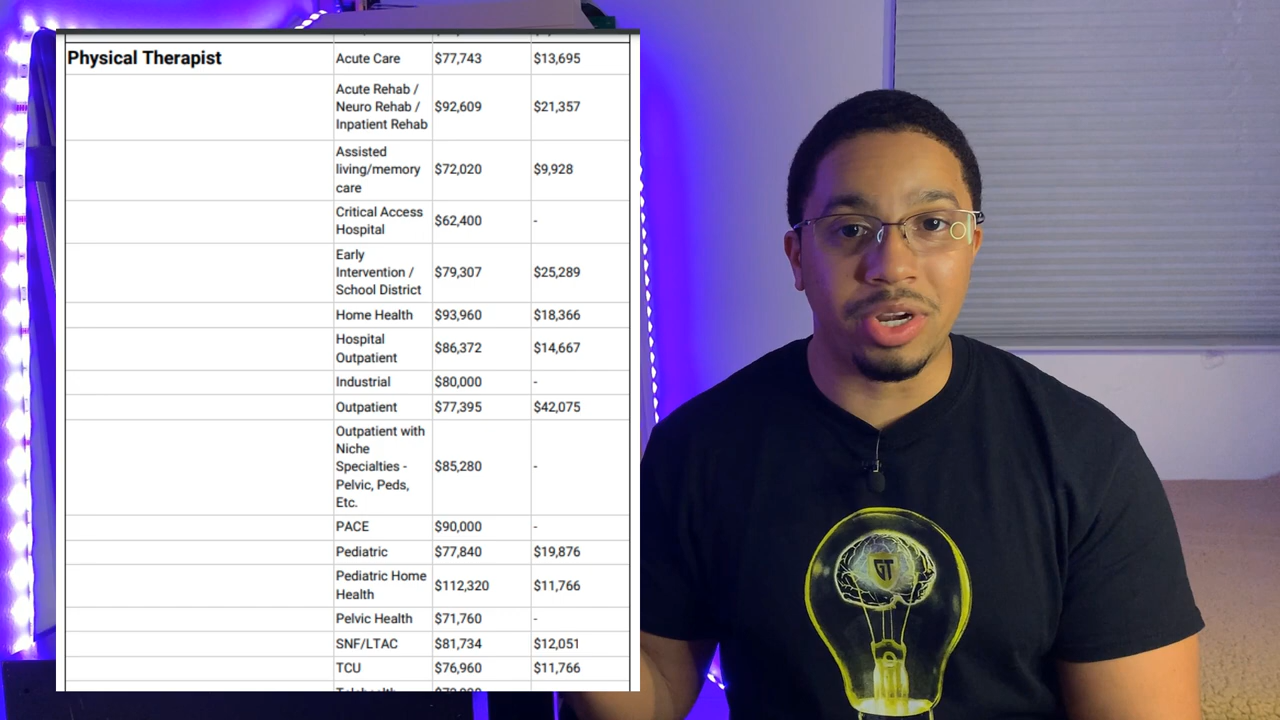 Physical Therapist
Acute Care $77,743 $13,695
Acute Rehab /
Neuro Rehab / $92,609 $21,357
Inpatient Rehab
Assisted
living/memory $72,020 $9,928
care
Critical Access
Hospital
$62,400 -
Early
Intervention / $79,307 $25,289
School District
Home Health $93,960 $18,366
Hospital
Outpatient
$86,372 $14,667
Industrial $80,000 -
Outpatient $77,395 $42,075
Outpatient with
Niche
Specialties - $85,280 -
Pelvic, Peds,
Etc.
PACE $90,000 -
Pediatric $77,840 $19,876
Pediatric Home
Health
$112,320 $11,766
Pelvic Health $71,760 -
SNF/LTAC $81,734 $12,051
TCU $76,960 $11,766
GT